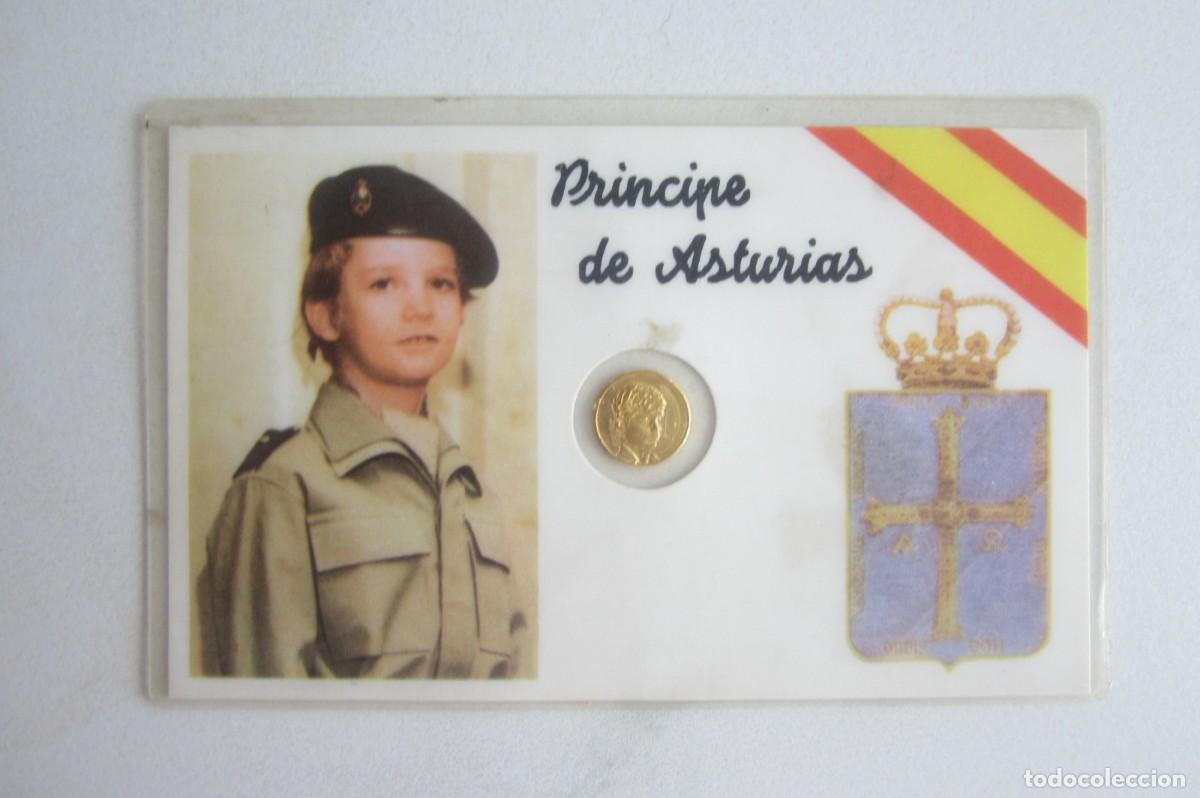 Principe
de Asturias
Α Ω
todocoleccion